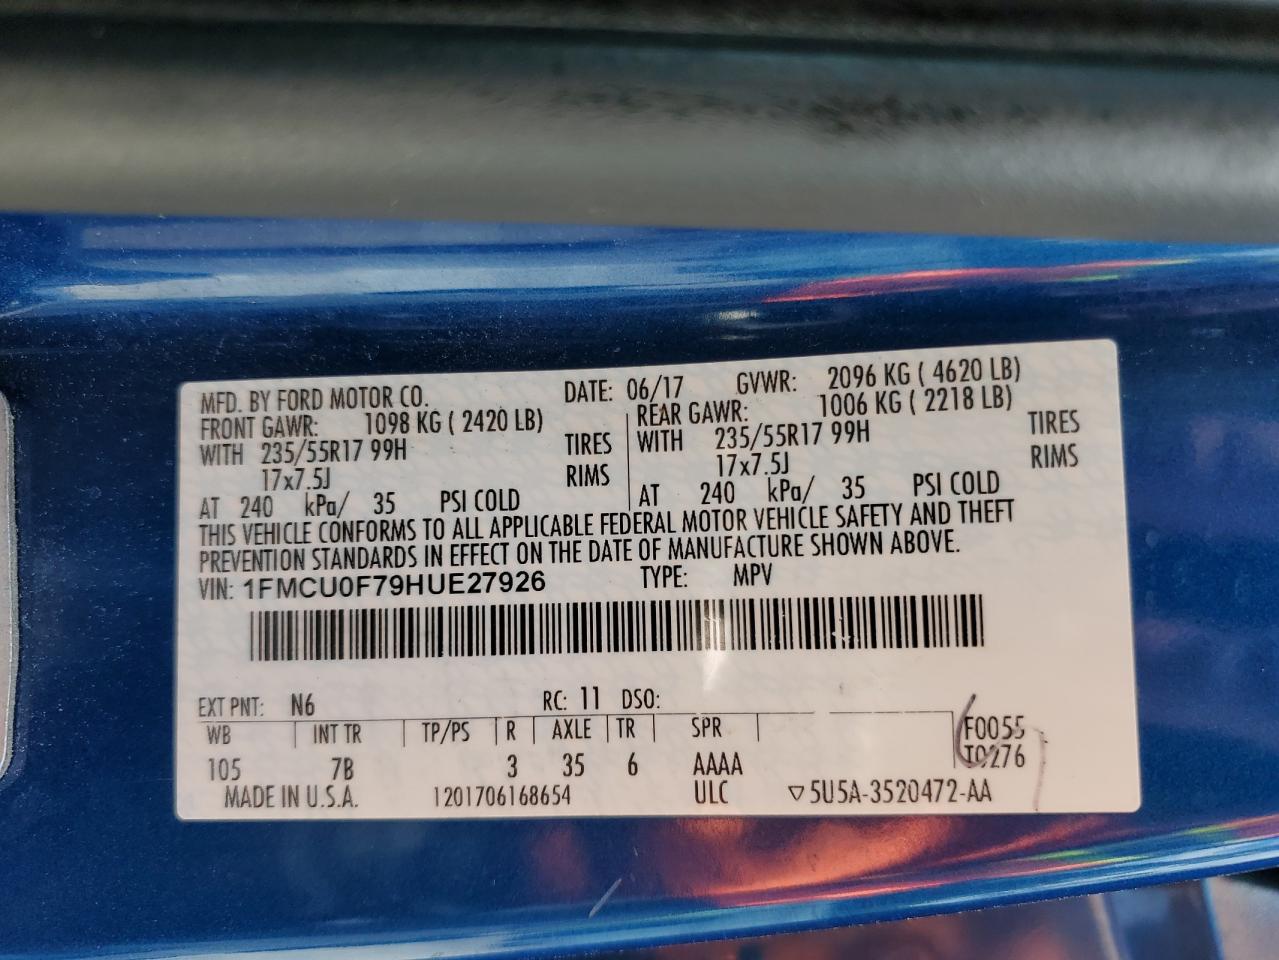 MFD. BY FORD MOTOR CO. DATE: 06/17 GVWR: 2096 KG ( 4620 LB)
FRONT GAWR: 1098 KG ( 2420 LB) REAR GAWR: 1006 KG ( 2218 LB)
WITH 235/55R17 99H TIRES WITH 235/55R17 99H TIRES
17x7.5J RIMS 17x7.5J RIMS
AT 240 kPa/ 35 PSI COLD AT 240 kPa/ 35 PSI COLD
THIS VEHICLE CONFORMS TO ALL APPLICABLE FEDERAL MOTOR VEHICLE SAFETY AND THEFT
PREVENTION STANDARDS IN EFFECT ON THE DATE OF MANUFACTURE SHOWN ABOVE.
VIN: 1FMCU0F79HUE27926 TYPE: MPV
EXT PNT: N6 RC: 11 DSO:
WB INT TR TP/PS R AXLE TR SPR F0055
105 7B 3 35 6 AAAA T0276
MADE IN U.S.A. 1201706168654 ULC ▽5U5A-3520472-AA